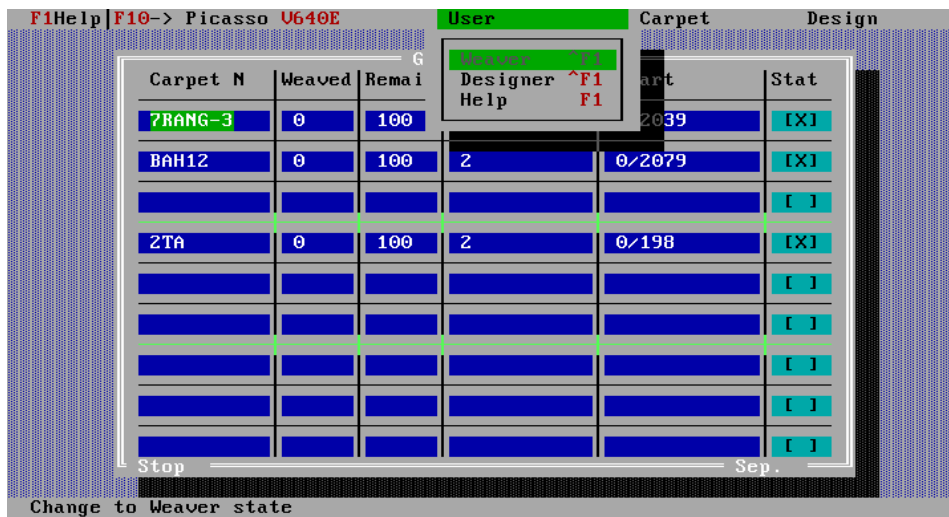 F1Help F10-> Picasso V640E User Carpet Design
G
Weaver ^F1
Carpet N Weaved Remai Designer ^F1 art Stat
Help F1
7RANG-3 0 100 2039 [X]
BAH12 0 100 2 0/2079 [X]
[ ]
2TA 0 100 2 0/198 [X]
[ ]
[ ]
[ ]
[ ]
[ ]
Stop Sep.
Change to Weaver state